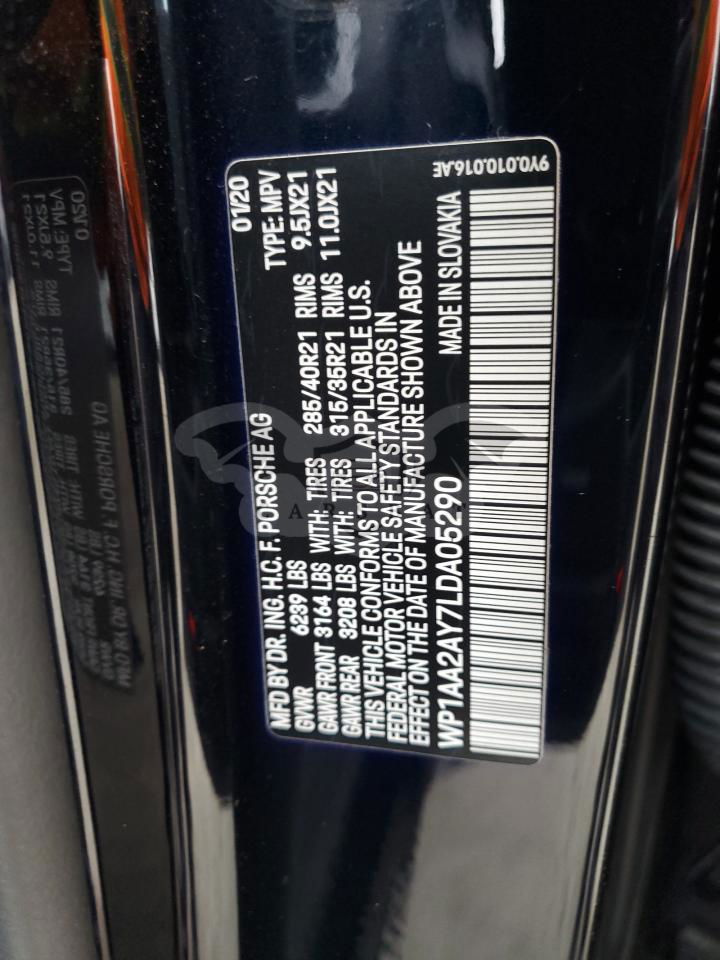 MFD BY DR. ING. H.C. F. PORSCHE AG 01/20
GVWR 6239 LBS TYPE: MPV
GAWR FRONT 3164 LBS WITH: TIRES 285/40R21 RIMS 9.5JX21
GAWR REAR 3208 LBS WITH: TIRES 315/35R21 RIMS 11.0JX21
THIS VEHICLE CONFORMS TO ALL APPLICABLE U.S.
FEDERAL MOTOR VEHICLE SAFETY STANDARDS IN
EFFECT ON THE DATE OF MANUFACTURE SHOWN ABOVE
WP1AA2AY7LDA05290 MADE IN SLOVAKIA
9Y0.010.016.AE